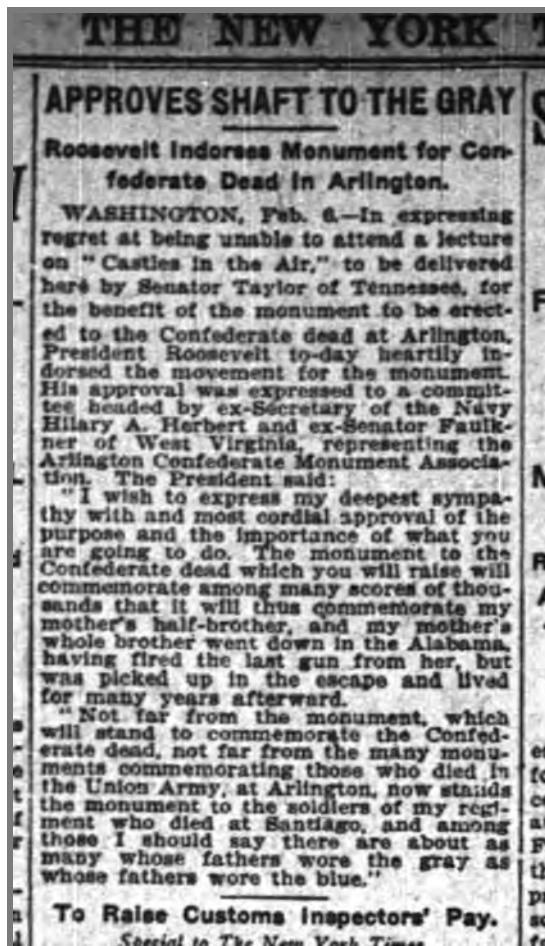 THE NEW YORK T
APPROVES SHAFT TO THE GRAY
Roosevelt Indorses Monument for Con-
federate Dead in Arlington.
WASHINGTON, Feb. 6.—In expressing
regret at being unable to attend a lecture
on "Castles in the Air," to be delivered
here by Senator Taylor of Tennessee, for
the benefit of the monument to be erect-
ed to the Confederate dead at Arlington,
President Roosevelt to-day heartily in-
dorsed the movement for the monument.
His approval was expressed to a commit-
tee headed by ex-Secretary of the Navy
Hilary A. Herbert and ex-Senator Faulk-
ner of West Virginia, representing the
Arlington Confederate Monument Associa-
tion. The President said:
"I wish to express my deepest sympa-
thy with and most cordial approval of the
purpose and the importance of what you
are going to do. The monument to the
Confederate dead which you will raise will
commemorate among many scores of thou-
sands that it will thus commemorate my
mother's half-brother, and my mother's
whole brother went down in the Alabama,
having fired the last gun from her, but
was picked up in the escape and lived
for many years afterward.
"Not far from the monument, which
will stand to commemorate the Confed-
erate dead, not far from the many monu-
ments commemorating those who died in
the Union Army, at Arlington, now stands
the monument to the soldiers of my regi-
ment who died at Santiago, and among
those I should say there are about as
many whose fathers wore the gray as
whose fathers wore the blue."
To Raise Customs Inspectors' Pay.
Special to The New York Times.